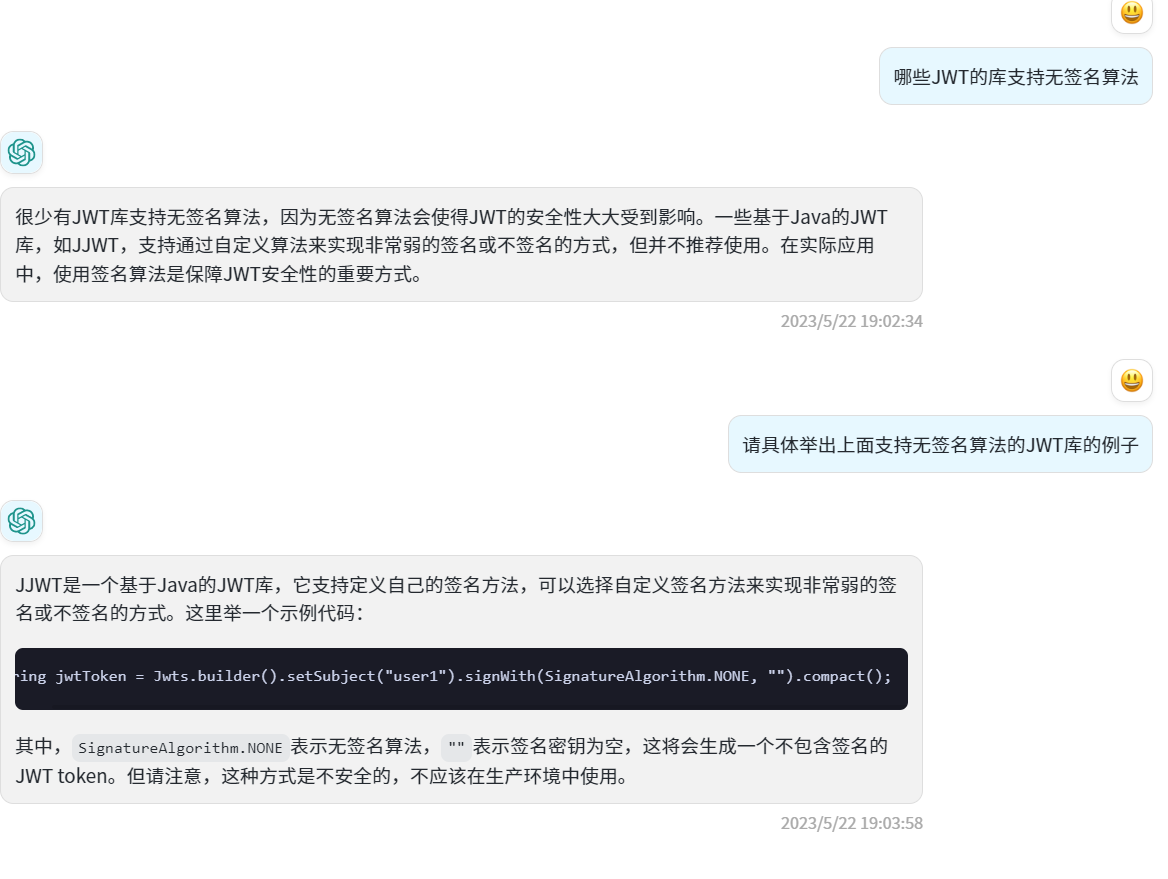 哪些JWT的库支持无签名算法
很少有JWT库支持无签名算法，因为无签名算法会使得JWT的安全性大大受到影响。一些基于Java的JWT
库，如JJWT，支持通过自定义算法来实现非常弱的签名或不签名的方式，但并不推荐使用。在实际应用
中，使用签名算法是保障JWT安全性的重要方式。
2023/5/22 19:02:34
请具体举出上面支持无签名算法的JWT库的例子
JJWT是一个基于Java的JWT库，它支持定义自己的签名方法，可以选择自定义签名方法来实现非常弱的签
名或不签名的方式。这里举一个示例代码：
ring jwtToken = Jwts.builder().setSubject("user1").signWith(SignatureAlgorithm.NONE, "").compact();
其中，SignatureAlgorithm.NONE表示无签名算法，""表示签名密钥为空，这将会生成一个不包含签名的
JWT token。但请注意，这种方式是不安全的，不应该在生产环境中使用。
2023/5/22 19:03:58